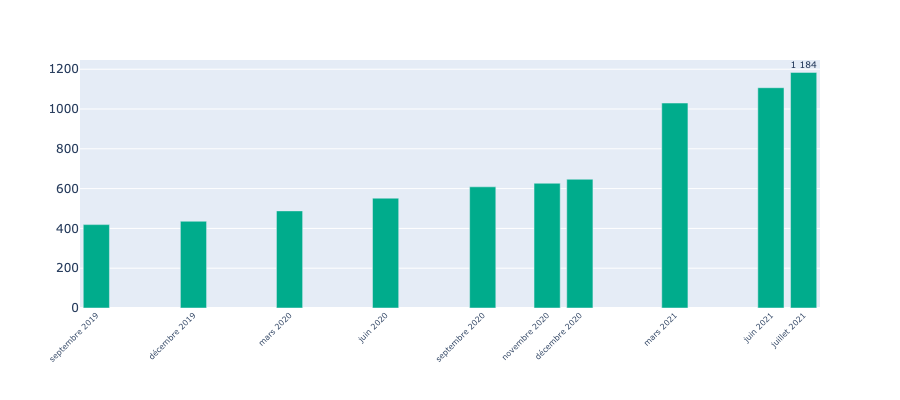 1 184
1200
1000
800
600
400
200
0
septembre 2019
décembre 2019
mars 2020
juin 2020
septembre 2020
novembre 2020
décembre 2020
mars 2021
juin 2021
juillet 2021